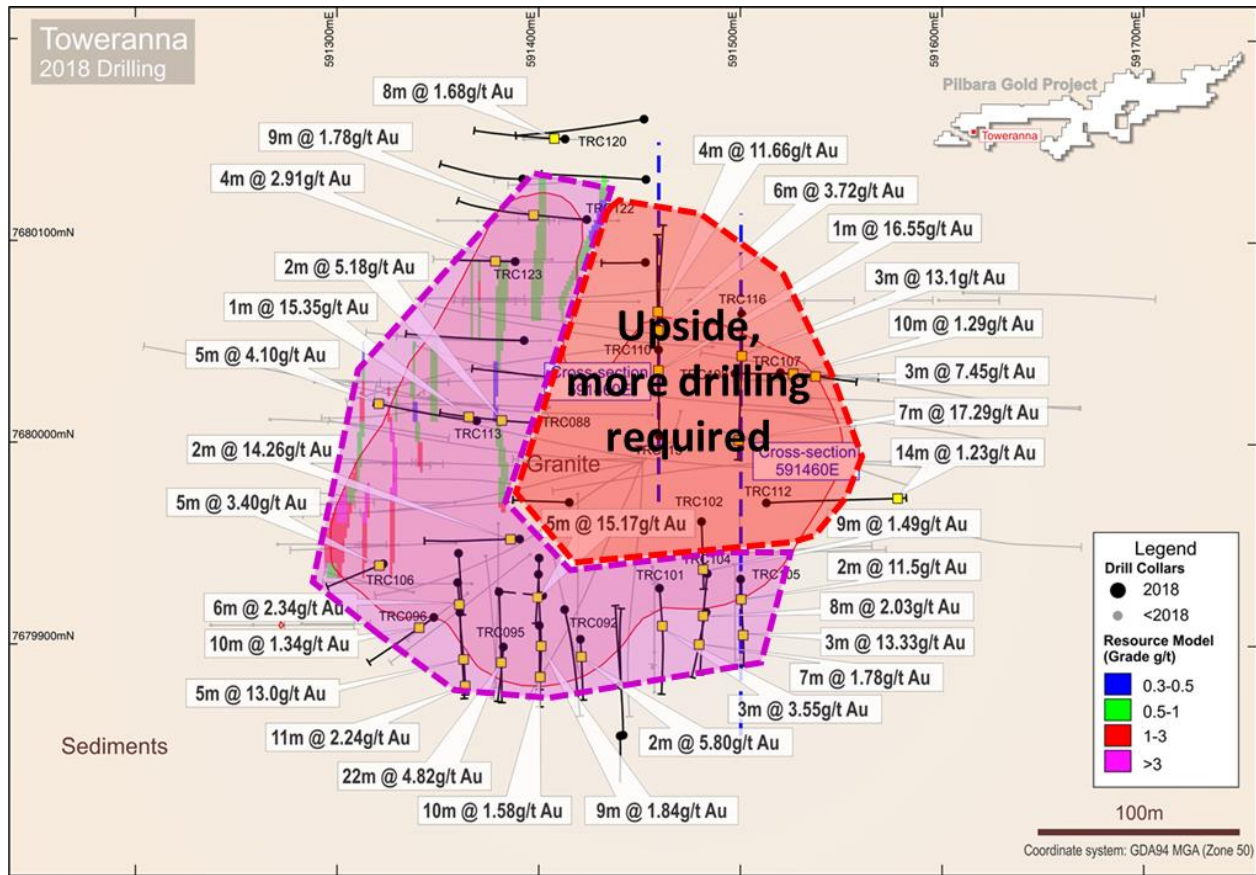 Toweranna
2018 Drilling
591300mE
591400mE
591500mE
591600mE
591700mE
Pilbara Gold Project
Toweranna
8m @ 1.68g/t Au
TRC120
9m @ 1.78g/t Au
4m @ 11.66g/t Au
4m @ 2.91g/t Au
6m @ 3.72g/t Au
7680100mN
TRC122
1m @ 16.55g/t Au
2m @ 5.18g/t Au
TRC123
3m @ 13.1g/t Au
1m @ 15.35g/t Au
TRC116
10m @ 1.29g/t Au
5m @ 4.10g/t Au
Upside,
more drilling
required
TRC110
TRC107
Cross-section
591460E
3m @ 7.45g/t Au
7m @ 17.29g/t Au
7680000mN
TRC113
TRC088
2m @ 14.26g/t Au
Granite
Cross-section
591460E
14m @ 1.23g/t Au
TRC112
5m @ 3.40g/t Au
TRC102
5m @ 15.17g/t Au
9m @ 1.49g/t Au
TRC104
2m @ 11.5g/t Au
TRC106
TRC101
TRC105
6m @ 2.34g/t Au
8m @ 2.03g/t Au
TRC096
TRC095
TRC092
10m @ 1.34g/t Au
3m @ 13.33g/t Au
7679900mN
7m @ 1.78g/t Au
5m @ 13.0g/t Au
3m @ 3.55g/t Au
11m @ 2.24g/t Au
2m @ 5.80g/t Au
Sediments
22m @ 4.82g/t Au
10m @ 1.58g/t Au
9m @ 1.84g/t Au
Legend
Drill Collars
2018
<2018
Resource Model
(Grade g/t)
0.3-0.5
0.5-1
1-3
>3
100m
Coordinate system: GDA94 MGA (Zone 50)